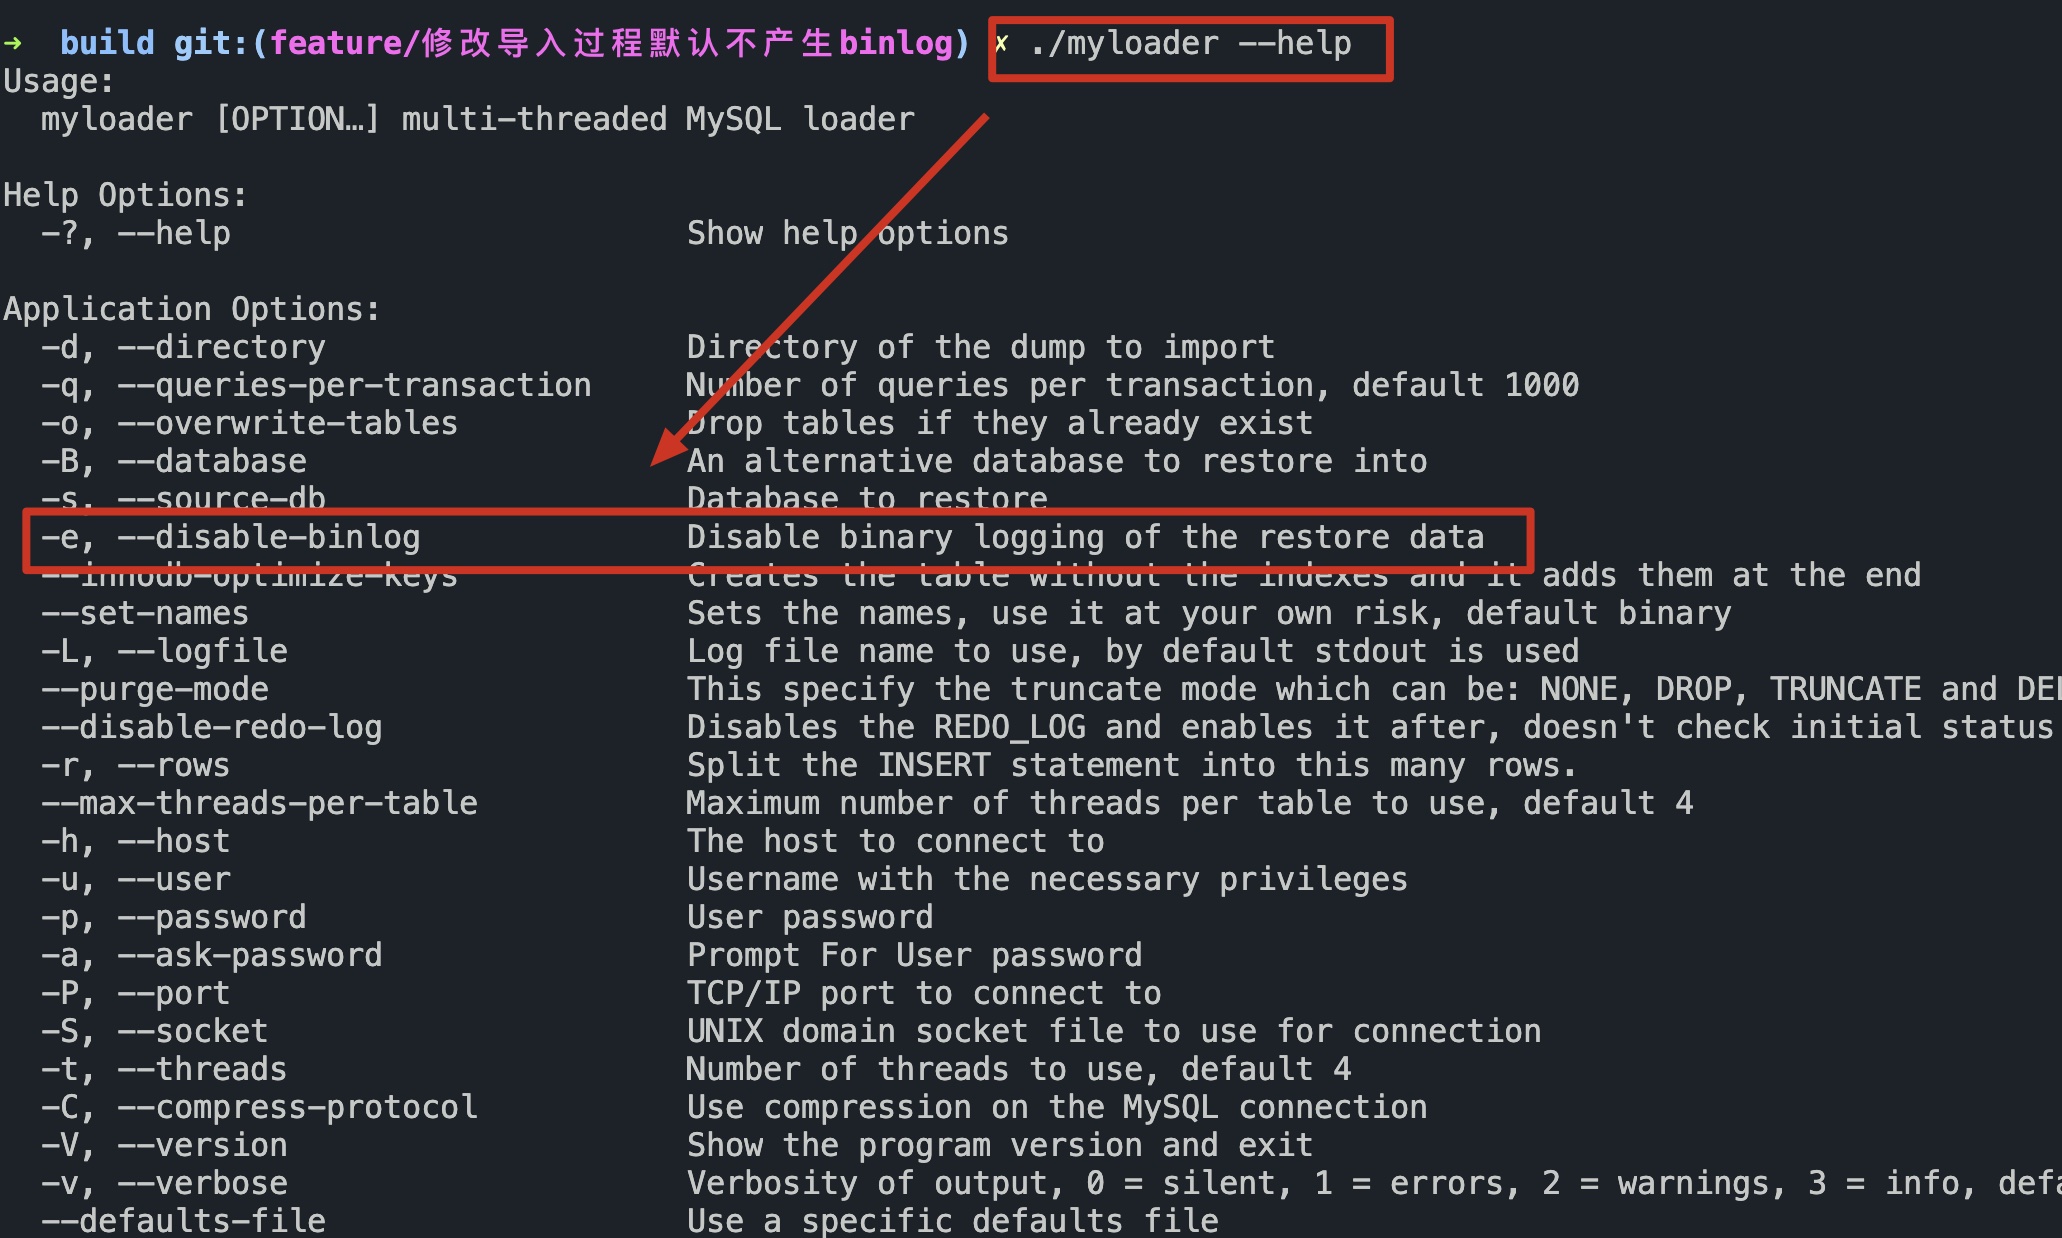 ➜ build git:(feature/修改导入过程默认不产生binlog) ✗ ./myloader --help
Usage:
myloader [OPTION…] multi-threaded MySQL loader
Help Options:
-?, --help Show help options
Application Options:
-d, --directory Directory of the dump to import
-q, --queries-per-transaction Number of queries per transaction, default 1000
-o, --overwrite-tables Drop tables if they already exist
-B, --database An alternative database to restore into
-s, --source-db Database to restore
-e, --disable-binlog Disable binary logging of the restore data
--innodb-optimize-keys Creates the table without the indexes and it adds them at the end
--set-names Sets the names, use it at your own risk, default binary
-L, --logfile Log file name to use, by default stdout is used
--purge-mode This specify the truncate mode which can be: NONE, DROP, TRUNCATE and
--disable-redo-log Disables the REDO_LOG and enables it after, doesn't check initial status
-r, --rows Split the INSERT statement into this many rows.
--max-threads-per-table Maximum number of threads per table to use, default 4
-h, --host The host to connect to
-u, --user Username with the necessary privileges
-p, --password User password
-a, --ask-password Prompt For User password
-P, --port TCP/IP port to connect to
-S, --socket UNIX domain socket file to use for connection
-t, --threads Number of threads to use, default 4
-C, --compress-protocol Use compression on the MySQL connection
-V, --version Show the program version and exit
-v, --verbose Verbosity of output, 0 = silent, 1 = errors, 2 = warnings, 3 = info,
--defaults-file Use a specific defaults file